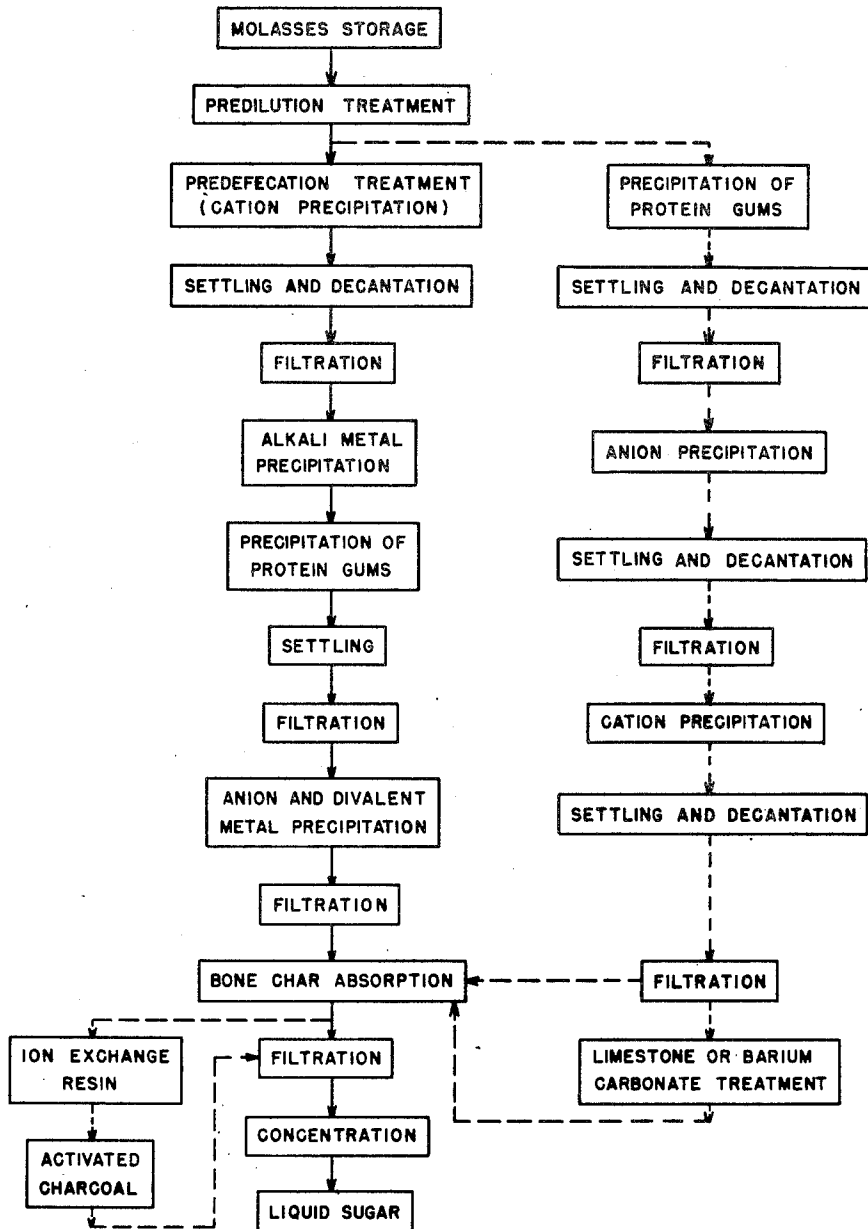 MOLASSES STORAGE
PREDILUTION TREATMENT
PREDEFECATION TREATMENT
(CATION PRECIPITATION)
SETTLING AND DECANTATION
FILTRATION
ALKALI METAL
PRECIPITATION
PRECIPITATION OF
PROTEIN GUMS
SETTLING
FILTRATION
ANION AND DIVALENT
METAL PRECIPITATION
FILTRATION
BONE CHAR ABSORPTION
FILTRATION
CONCENTRATION
LIQUID SUGAR
ION EXCHANGE
RESIN
ACTIVATED
CHARCOAL
PRECIPITATION OF
PROTEIN GUMS
SETTLING AND DECANTATION
FILTRATION
ANION PRECIPITATION
SETTLING AND DECANTATION
FILTRATION
CATION PRECIPITATION
SETTLING AND DECANTATION
FILTRATION
LIMESTONE OR BARIUM
CARBONATE TREATMENT